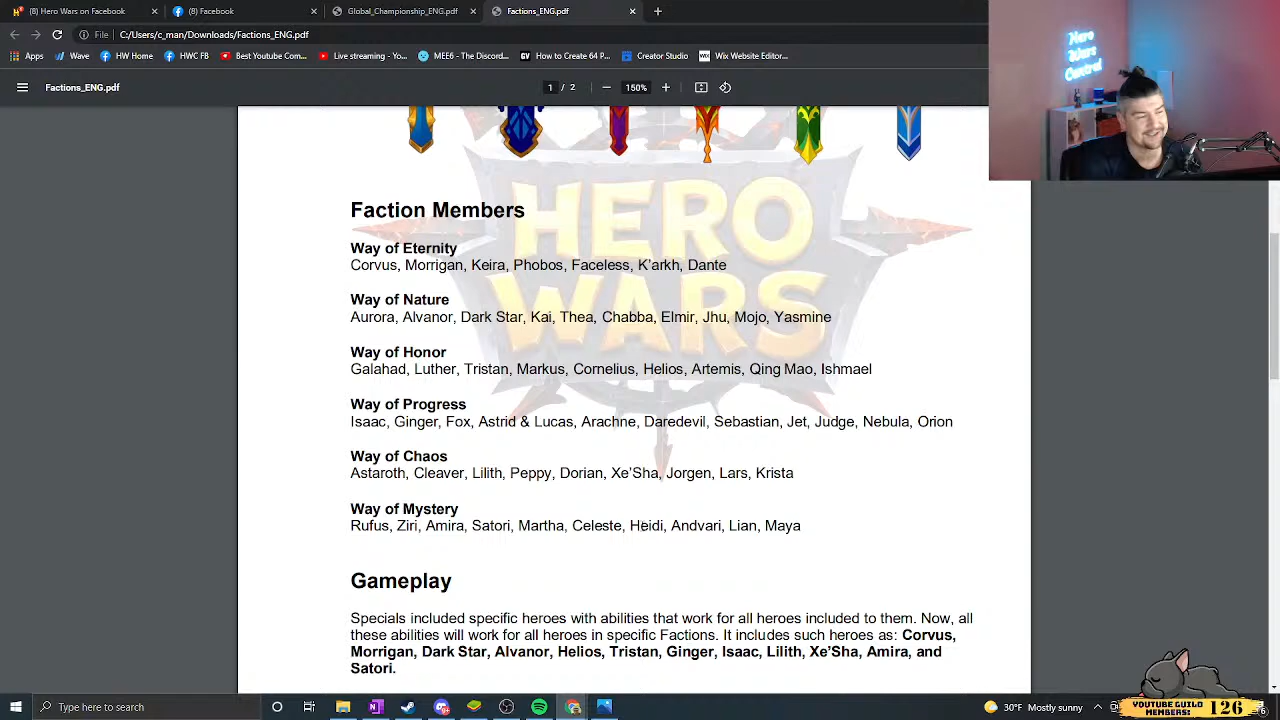 (8) Hero Wars on Facebook
(8) Facebook
Global_Championship_ENG.pdf
Factions_ENG.pdf
File
C:/Users/c_man/Downloads/Factions_ENG.pdf
Apps
Wave
HW Home
HWC FB
Best Youtube Com...
Live streaming - Yo...
MEE6 - The Discord...
How to Create 64 P...
Creator Studio
Wix Website Editor...
Factions_ENG.pdf
1 / 2
150%
Hero
Wars
Central
HERO
WARS
Faction Members
Way of Eternity
Corvus, Morrigan, Keira, Phobos, Faceless, K'arkh, Dante
Way of Nature
Aurora, Alvanor, Dark Star, Kai, Thea, Chabba, Elmir, Jhu, Mojo, Yasmine
Way of Honor
Galahad, Luther, Tristan, Markus, Cornelius, Helios, Artemis, Qing Mao, Ishmael
Way of Progress
Isaac, Ginger, Fox, Astrid & Lucas, Arachne, Daredevil, Sebastian, Jet, Judge, Nebula, Orion
Way of Chaos
Astaroth, Cleaver, Lilith, Peppy, Dorian, Xe'Sha, Jorgen, Lars, Krista
Way of Mystery
Rufus, Ziri, Amira, Satori, Martha, Celeste, Heidi, Andvari, Lian, Maya
Gameplay
Specials included specific heroes with abilities that work for all heroes included to them. Now, all
these abilities will work for all heroes in specific Factions. It includes such heroes as: Corvus,
Morrigan, Dark Star, Alvanor, Helios, Tristan, Ginger, Isaac, Lilith, Xe'Sha, Amira, and
Satori.
Type here to search
30°F Mostly sunny
YOUTUBE GUILD
MEMBERS:
126